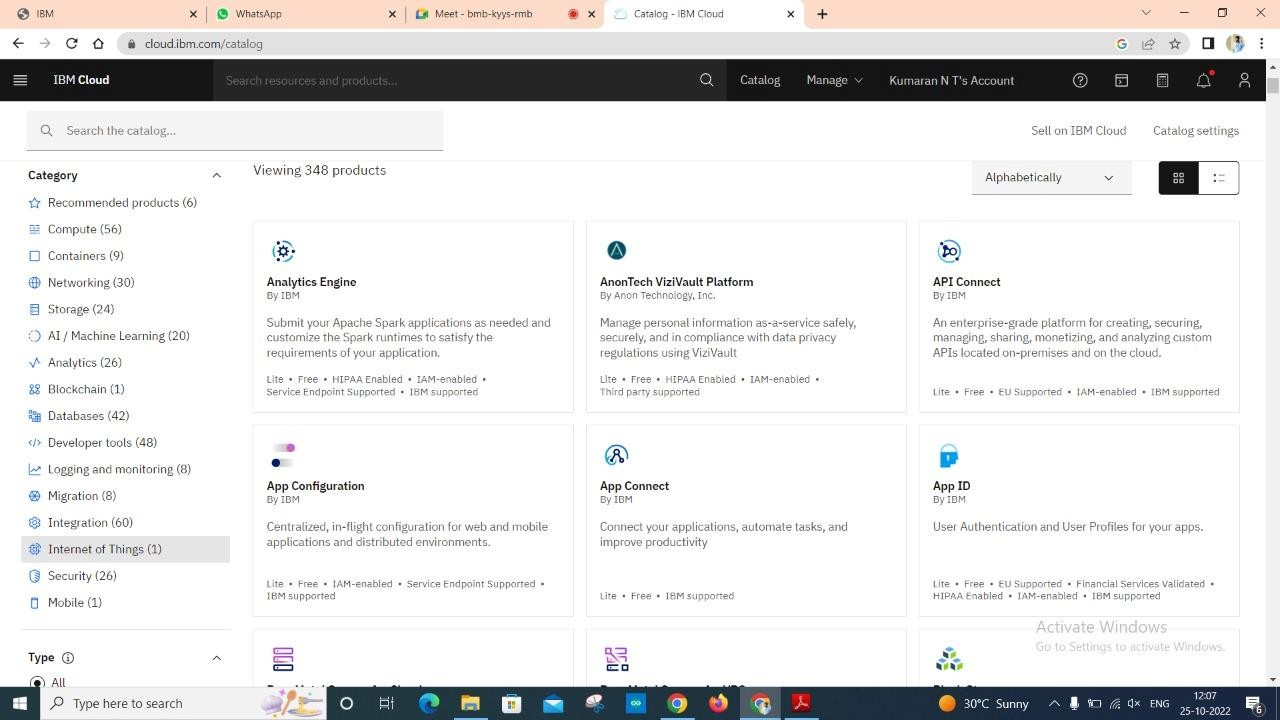 IBM
WhatsApp
Meet - bmb-kyys-rmb
Catalog - IBM Cloud
cloud.ibm.com/catalog
IBM Cloud
Search resources and products...
Catalog
Manage
Kumaran N T's Account
Search the catalog...
Sell on IBM Cloud
Catalog settings
Category
Recommended products (6)
Compute (56)
Containers (9)
Networking (30)
Storage (24)
AI / Machine Learning (20)
Analytics (26)
Blockchain (1)
Databases (42)
Developer tools (48)
Logging and monitoring (8)
Migration (8)
Integration (60)
Internet of Things (1)
Security (26)
Mobile (1)
Type
All
Viewing 348 products
Alphabetically
Analytics Engine
By IBM
Submit your Apache Spark applications as needed and
customize the Spark runtimes to satisfy the
requirements of your application.
Lite • Free • HIPAA Enabled • IAM-enabled •
Service Endpoint Supported • IBM supported
AnonTech ViziVault Platform
By Anon Technology, Inc.
Manage personal information as-a-service safely,
securely, and in compliance with data privacy
regulations using ViziVault
Lite • Free • HIPAA Enabled • IAM-enabled •
Third party supported
API Connect
By IBM
An enterprise-grade platform for creating, securing,
managing, sharing, monetizing, and analyzing custom
APIs located on-premises and on the cloud.
Lite • Free • EU Supported • IAM-enabled • IBM supported
App Configuration
By IBM
Centralized, in-flight configuration for web and mobile
applications and distributed environments.
Lite • Free • IAM-enabled • Service Endpoint Supported •
IBM supported
App Connect
By IBM
Connect your applications, automate tasks, and
improve productivity
Lite • Free • IBM supported
App ID
By IBM
User Authentication and User Profiles for your apps.
Lite • Free • EU Supported • Financial Services Validated •
HIPAA Enabled • IAM-enabled • IBM supported
Activate Windows
Go to Settings to activate Windows.
Type here to search
30°C Sunny
ENG
12:07
25-10-2022
6